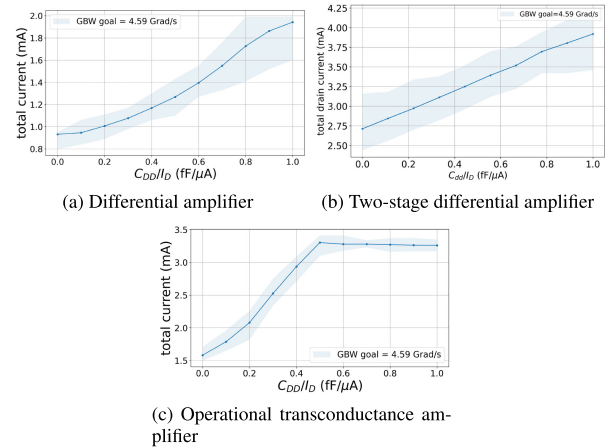 2.0
1.8
1.6
1.4
1.2
1.0
0.8
total current (mA)
GBW goal = 4.59 Grad/s
0.0 0.2 0.4 0.6 0.8 1.0
C_DD/I_D (fF/μA)
(a) Differential amplifier
4.25
4.00
3.75
3.50
3.25
3.00
2.75
2.50
total drain current (mA)
GBW goal=4.59 Grad/s
0.0 0.2 0.4 0.6 0.8 1.0
C_dd/I_D (fF/μA)
(b) Two-stage differential amplifier
3.5
3.0
2.5
2.0
1.5
total current (mA)
GBW goal = 4.59 Grad/s
0.0 0.2 0.4 0.6 0.8 1.0
C_DD/I_D (fF/μA)
(c) Operational transconductance am-
plifier